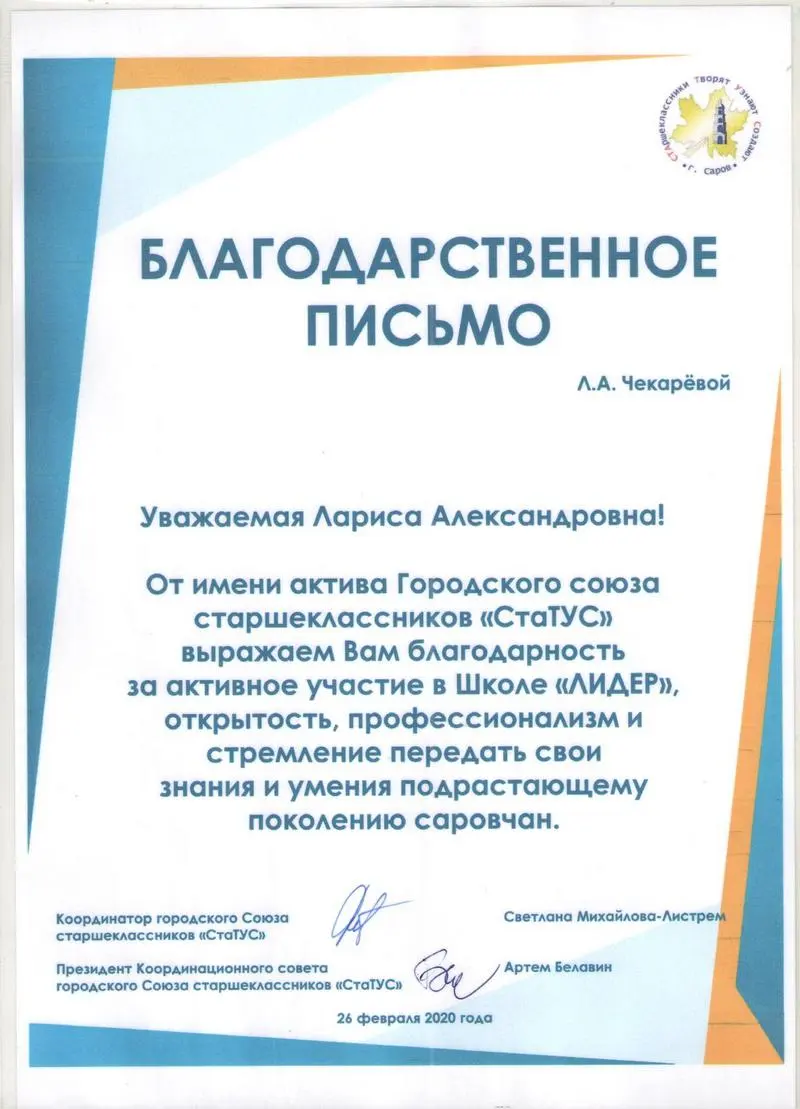 СТАршеклассники Творят Узнают Создают
г. Саров
БЛАГОДАРСТВЕННОЕ
ПИСЬМО
Л.А. Чекарёвой
Уважаемая Лариса Александровна!
От имени актива Городского союза
старшеклассников «СтаТУС»
выражаем Вам благодарность
за активное участие в Школе «ЛИДЕР»,
открытость, профессионализм и
стремление передать свои
знания и умения подрастающему
поколению саровчан.
Координатор городского Союза
старшеклассников «СтаТУС»
Светлана Михайлова-Листрем
Президент Координационного совета
городского Союза старшеклассников «СтаТУС»
Артем Белавин
26 февраля 2020 года